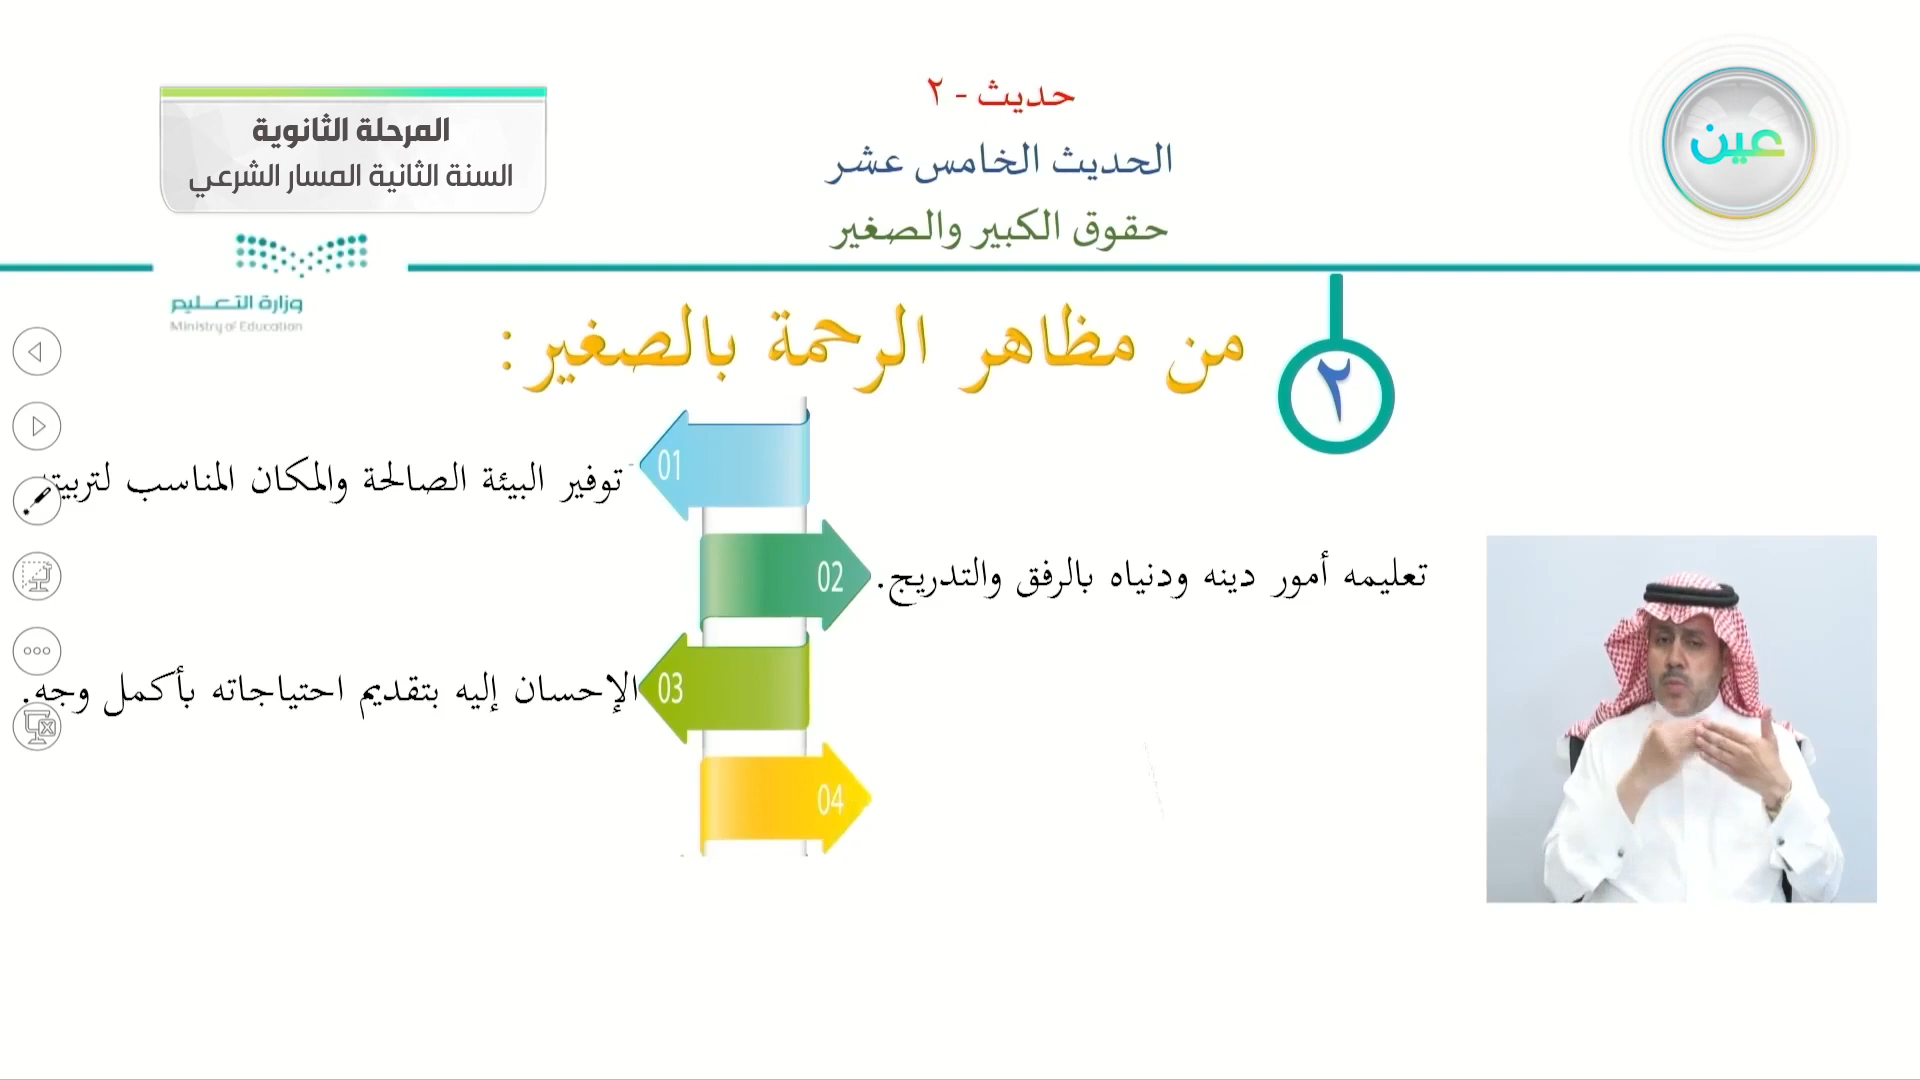 حديث - ٢
الحديث الخامس عشر
حقوق الكبير والصغير
عين
المرحلة الثانوية
السنة الثانية المسار الشرعي
وزارة التعليم
Ministry of Education
٢
من مظاهر الرحمة بالصغير:
01
توفير البيئة الصالحة والمكان المناسب
02
تعليمه أمور دينه ودنياه بالرفق والتدريج.
03
الإحسان إليه بتقديم احتياجاته بأكمل وجه.
04